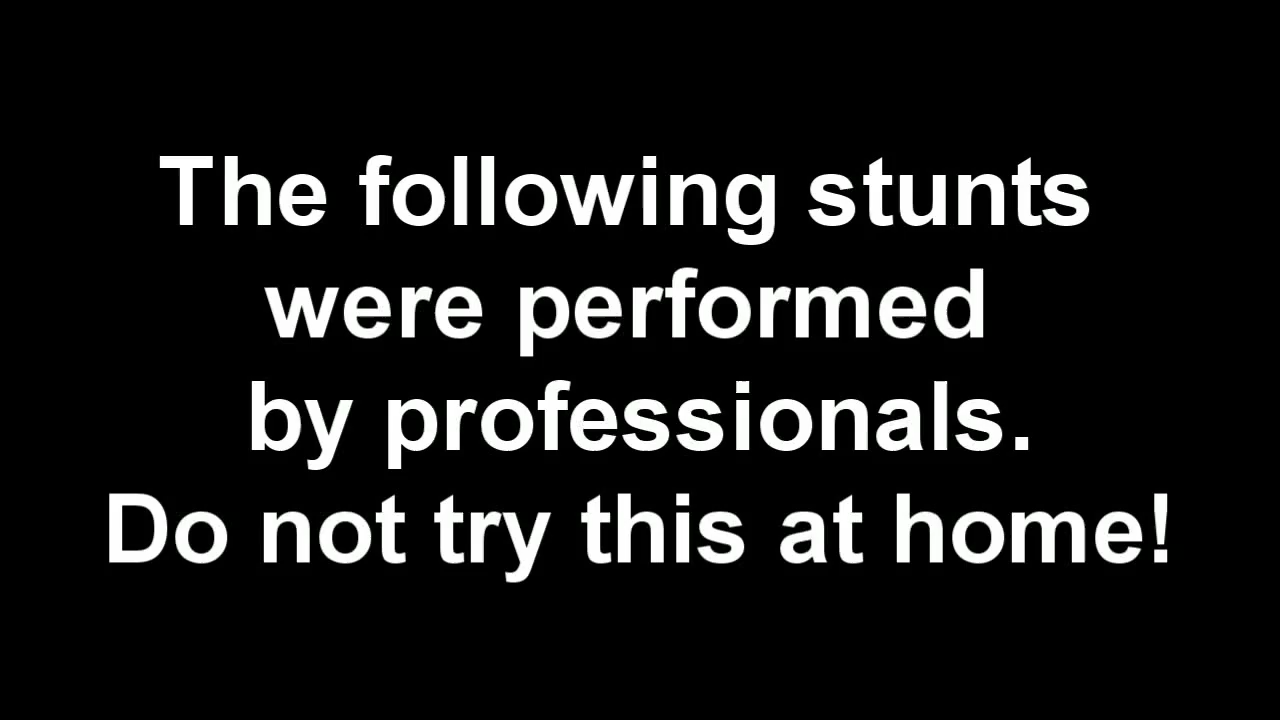 The following stunts
were performed
by professionals.
Do not try this at home!